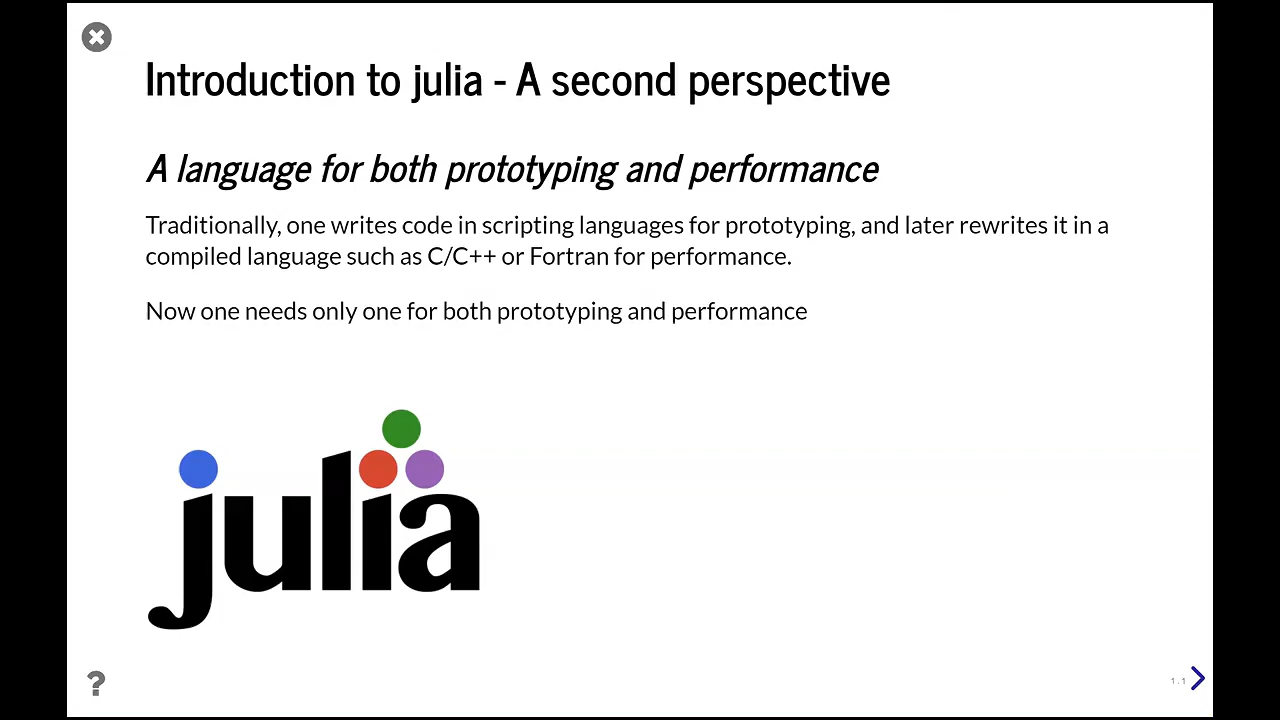 Introduction to julia - A second perspective
A language for both prototyping and performance
Traditionally, one writes code in scripting languages for prototyping, and later rewrites it in a
compiled language such as C/C++ or Fortran for performance.
Now one needs only one for both prototyping and performance
julia
?
1.1